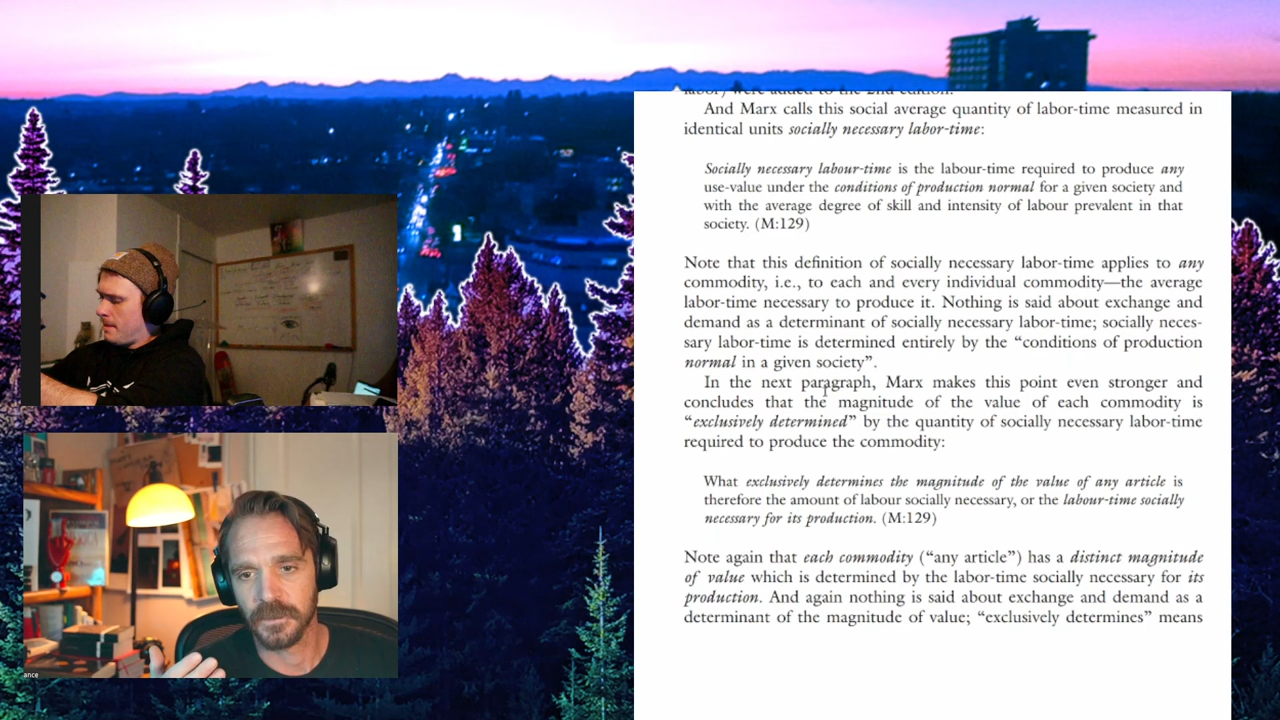 labor) were added to the 2nd edition.
And Marx calls this social average quantity of labor-time measured in
identical units socially necessary labor-time:
Socially necessary labour-time is the labour-time required to produce any
use-value under the conditions of production normal for a given society and
with the average degree of skill and intensity of labour prevalent in that
society. (M:129)
Note that this definition of socially necessary labor-time applies to any
commodity, i.e., to each and every individual commodity—the average
labor-time necessary to produce it. Nothing is said about exchange and
demand as a determinant of socially necessary labor-time; socially neces-
sary labor-time is determined entirely by the “conditions of production
normal in a given society”.
In the next paragraph, Marx makes this point even stronger and
concludes that the magnitude of the value of each commodity is
“exclusively determined” by the quantity of socially necessary labor-time
required to produce the commodity:
What exclusively determines the magnitude of the value of any article is
therefore the amount of labour socially necessary, or the labour-time socially
necessary for its production. (M:129)
Note again that each commodity (“any article”) has a distinct magnitude
of value which is determined by the labor-time socially necessary for its
production. And again nothing is said about exchange and demand as a
determinant of the magnitude of value; “exclusively determines” means
ance